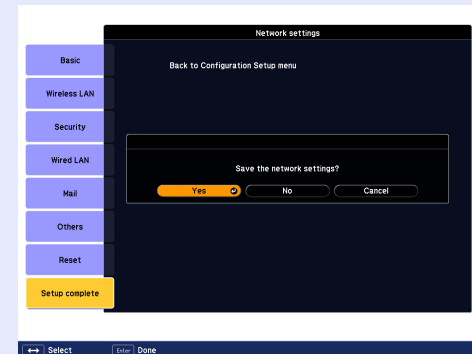 Network settings
Basic
Back to Configuration Setup menu
Wireless LAN
Security
Wired LAN
Save the network settings?
Yes No Cancel
Mail
Others
Reset
Setup complete
Select Enter Done